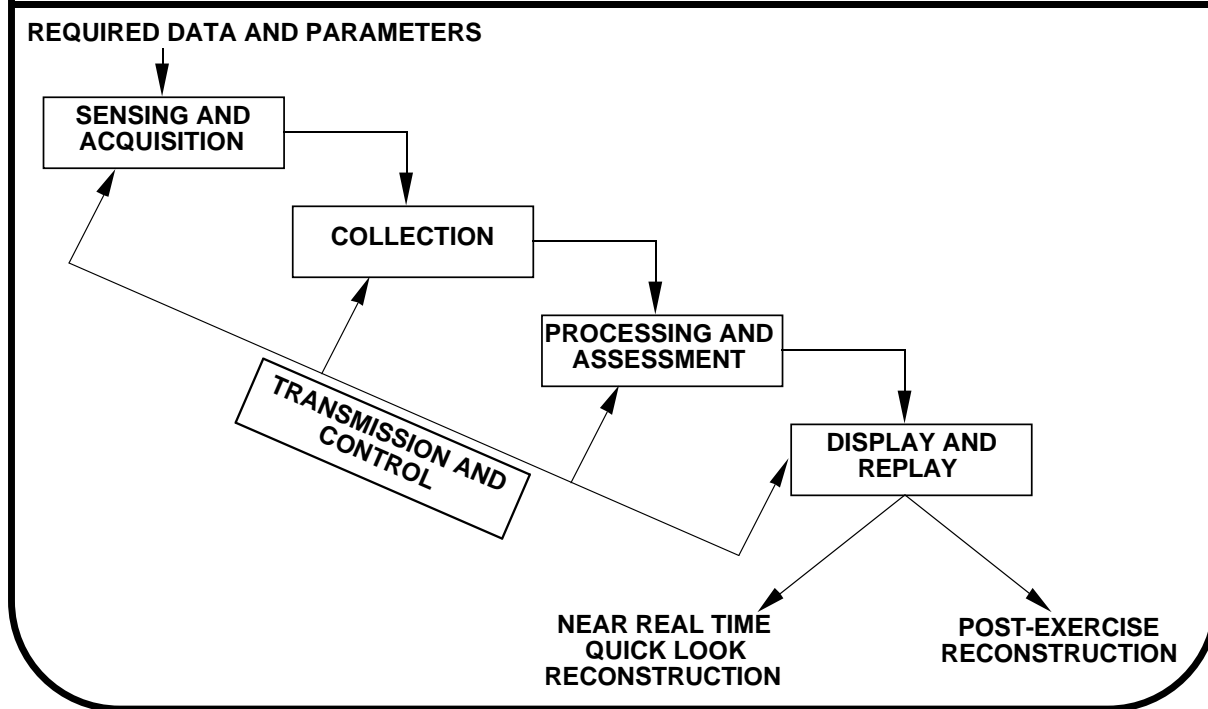 REQUIRED DATA AND PARAMETERS
SENSING AND
ACQUISITION
COLLECTION
PROCESSING AND
ASSESSMENT
TRANSMISSION AND
CONTROL
DISPLAY AND
REPLAY
NEAR REAL TIME
QUICK LOOK
RECONSTRUCTION
POST-EXERCISE
RECONSTRUCTION